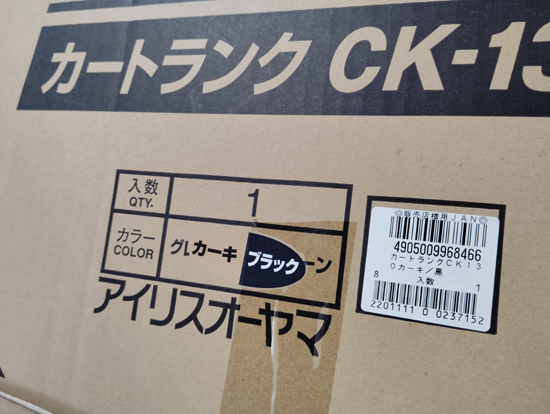 カートランク CK-13
入数
QTY.
1
カラー
COLOR
グレ
カーキ
ブラック
ーン
アイリスオーヤマ
◎販売店様用JAN◎
4905009968466
カートランクCK13
0カーキ/黒
入数
8 1
2201111 0 0237152